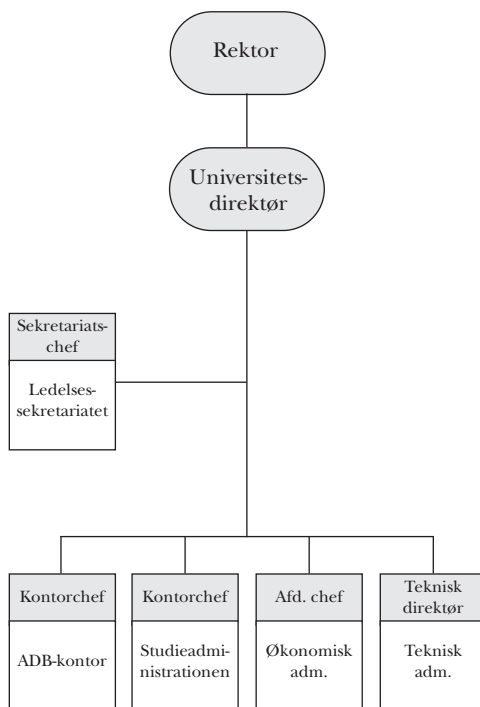 Rektor
Universitets-
direktør
Sekretariats-
chef
Ledelses-
sekretariatet
Kontorchef
ADB-kontor
Kontorchef
Studieadmi-
nistrationen
Afd. chef
Økonomisk
adm.
Teknisk
direktør
Teknisk
adm.